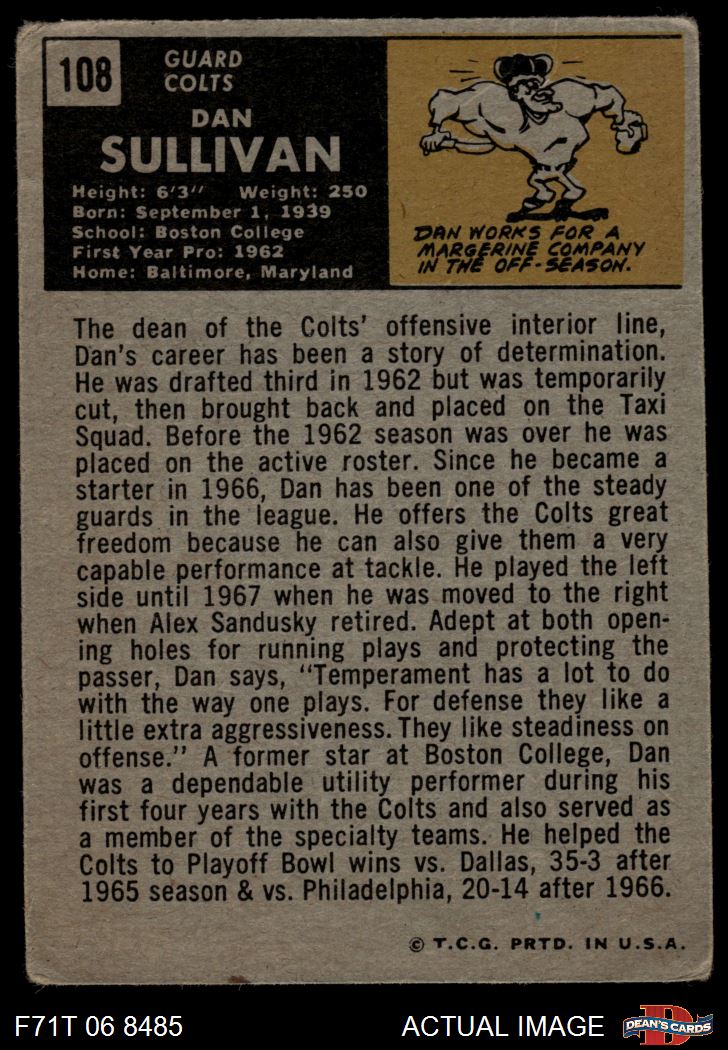 108
GUARD
COLTS
DAN
SULLIVAN
Height: 6'3" Weight: 250
Born: September 1, 1939
School: Boston College
First Year Pro: 1962
Home: Baltimore, Maryland
DAN WORKS FOR A
MARGERINE COMPANY
IN THE OFF-SEASON.
The dean of the Colts' offensive interior line,
Dan's career has been a story of determination.
He was drafted third in 1962 but was temporarily
cut, then brought back and placed on the Taxi
Squad. Before the 1962 season was over he was
placed on the active roster. Since he became a
starter in 1966, Dan has been one of the steady
guards in the league. He offers the Colts great
freedom because he can also give them a very
capable performance at tackle. He played the left
side until 1967 when he was moved to the right
when Alex Sandusky retired. Adept at both open-
ing holes for running plays and protecting the
passer, Dan says, "Temperament has a lot to do
with the way one plays. For defense they like a
little extra aggressiveness. They like steadiness on
offense." A former star at Boston College, Dan
was a dependable utility performer during his
first four years with the Colts and also served as
a member of the specialty teams. He helped the
Colts to Playoff Bowl wins vs. Dallas, 35-3 after
1965 season & vs. Philadelphia, 20-14 after 1966.
© T.C.G. PRTD. IN U.S.A.
F71T 06 8485
ACTUAL IMAGE
D
DEAN'S CARDS